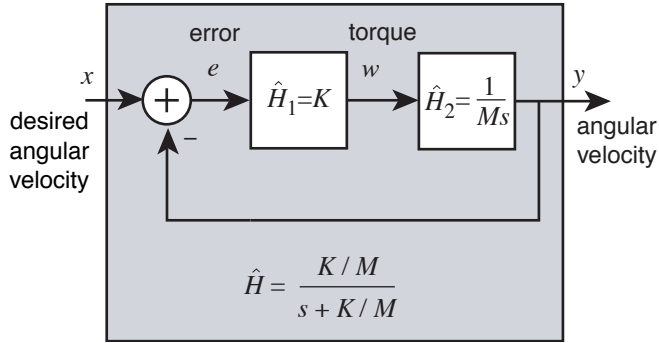 error
torque
x
e
w
y
+
Ĥ₁=K
Ĥ₂= 1/Ms
desired
angular
velocity
−
angular
velocity
Ĥ = K / M / s + K / M